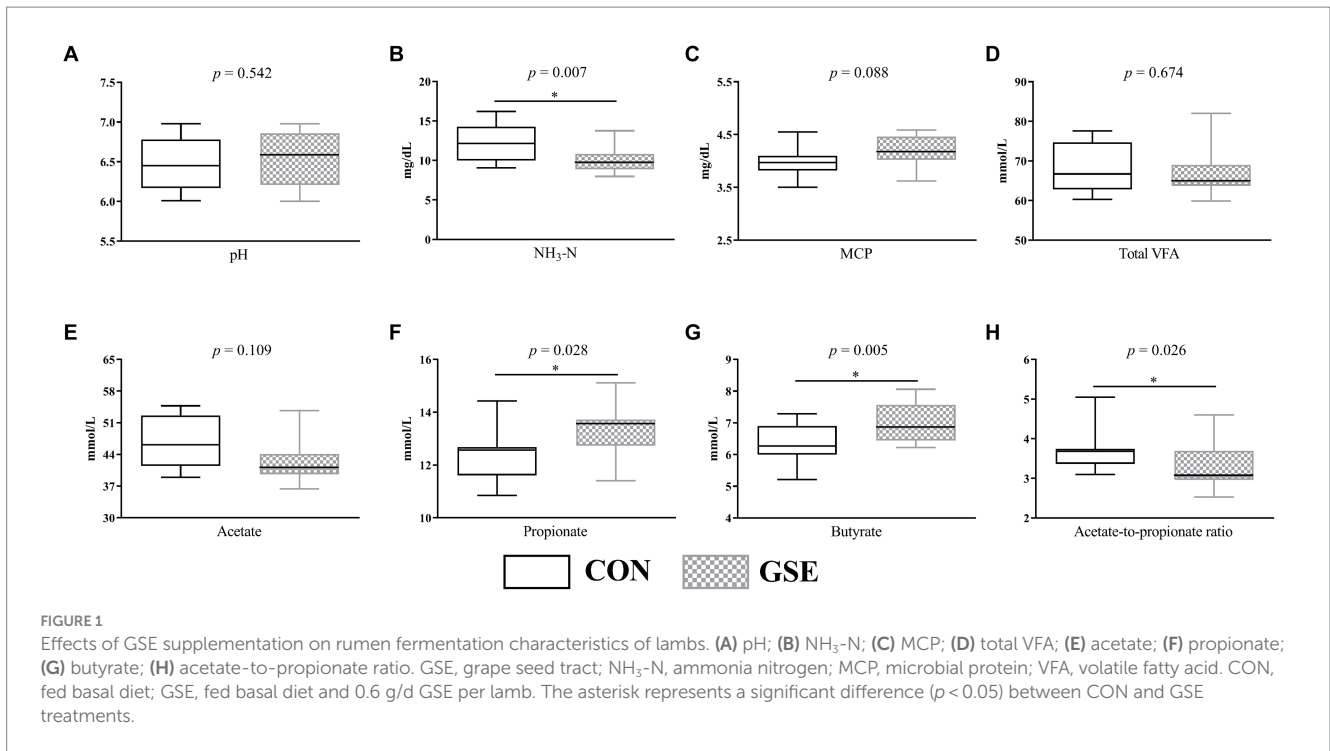 A
p = 0.542
7.5
7.0
6.5
6.0
5.5
pH
B
p = 0.007
*
20
15
10
5
0
mg/dL
NH₃-N
C
p = 0.088
5.5
4.5
3.5
2.5
mg/dL
MCP
D
p = 0.674
90
80
70
60
50
mmol/L
Total VFA
E
p = 0.109
65
58
51
44
37
30
mmol/L
Acetate
F
p = 0.028
*
16
14
12
10
mmol/L
Propionate
G
p = 0.005
*
9
8
7
6
5
4
mmol/L
Butyrate
H
p = 0.026
*
6
5
4
3
2
Acetate-to-propionate ratio
CON
GSE
FIGURE 1
Effects of GSE supplementation on rumen fermentation characteristics of lambs. (A) pH; (B) NH₃-N; (C) MCP; (D) total VFA; (E) acetate; (F) propionate;
(G) butyrate; (H) acetate-to-propionate ratio. GSE, grape seed tract; NH₃-N, ammonia nitrogen; MCP, microbial protein; VFA, volatile fatty acid. CON,
fed basal diet; GSE, fed basal diet and 0.6 g/d GSE per lamb. The asterisk represents a significant difference (p < 0.05) between CON and GSE
treatments.